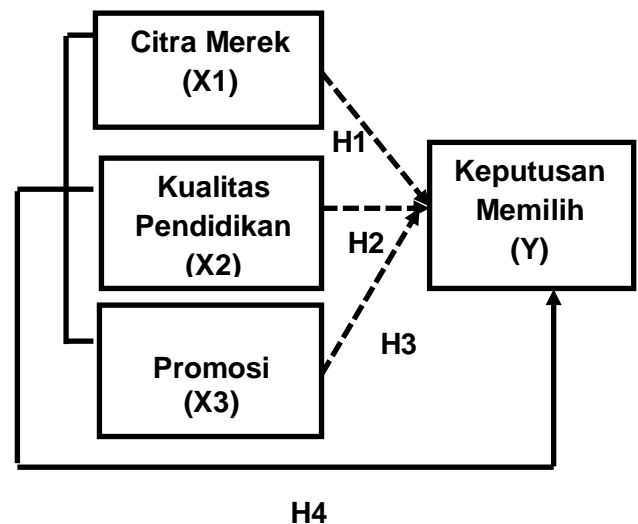 Citra Merek
(X1)
H1
Kualitas
Pendidikan
(X2)
H2
Keputusan
Memilih
(Y)
Promosi
(X3)
H3
H4